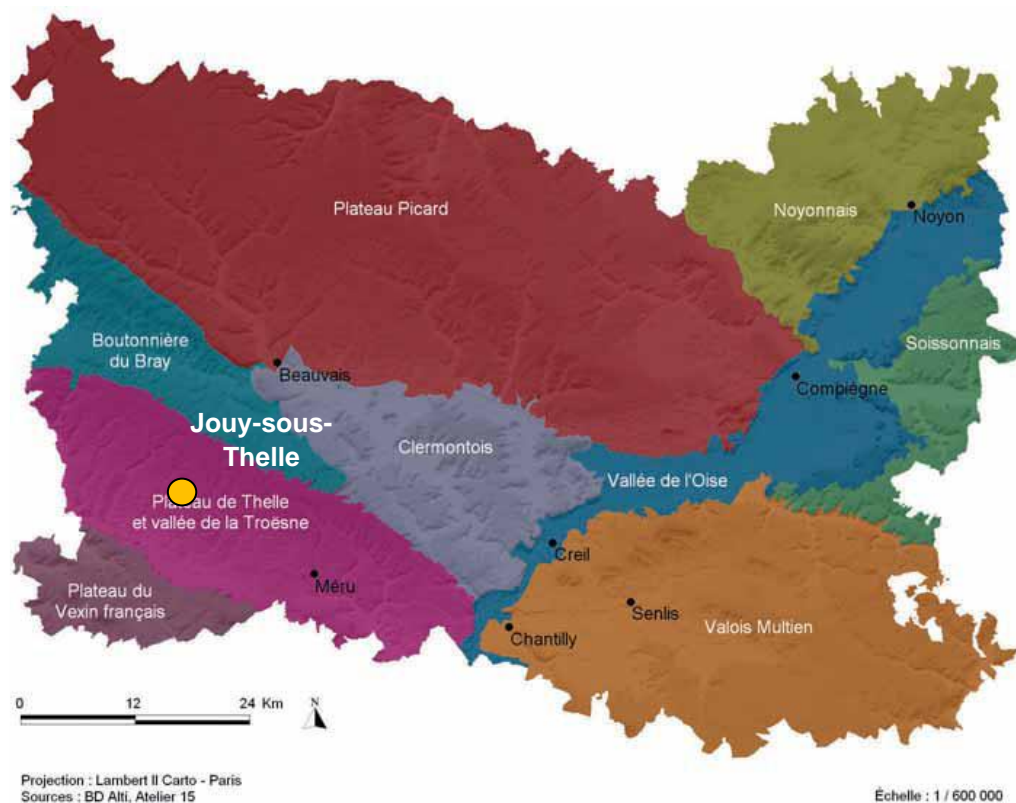 Plateau Picard
Noyonnais
Noyon
Boutonnière
du Bray
Beauvais
Soissonnais
Compiègne
Jouy-sous-
Thelle
Clermontois
Vallée de l'Oise
Plateau de Thelle
et vallée de la Troësne
Creil
Méru
Plateau du
Vexin français
Senlis
Chantilly
Valois Multien
0 12 24 Km
N
Projection : Lambert II Carto - Paris
Sources : BD Alti, Atelier 15
Échelle : 1 / 600 000